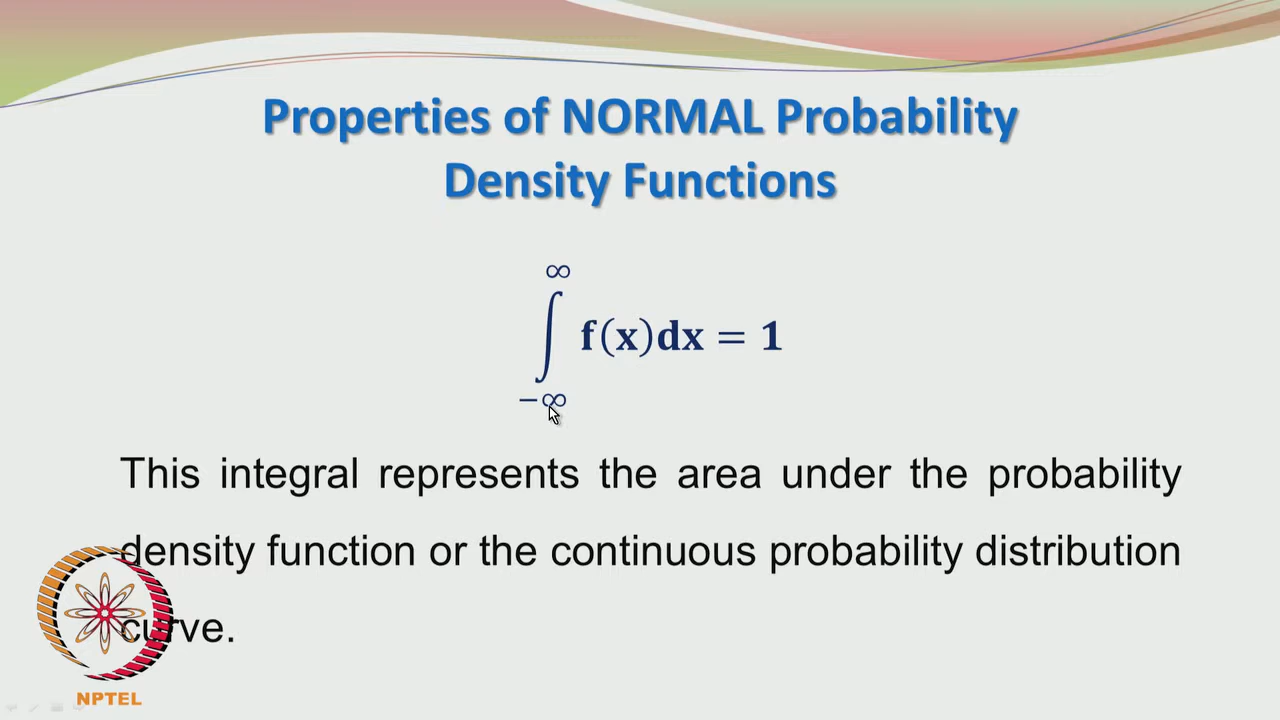 Properties of NORMAL Probability
Density Functions
∞
∫ f(x)dx = 1
−∞
This integral represents the area under the probability
density function or the continuous probability distribution
curve.
NPTEL